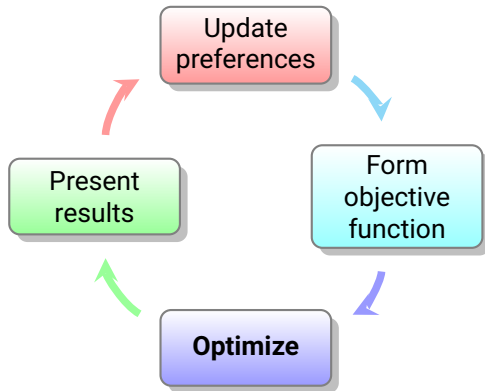 Update
preferences
Form
objective
function
Optimize
Present
results